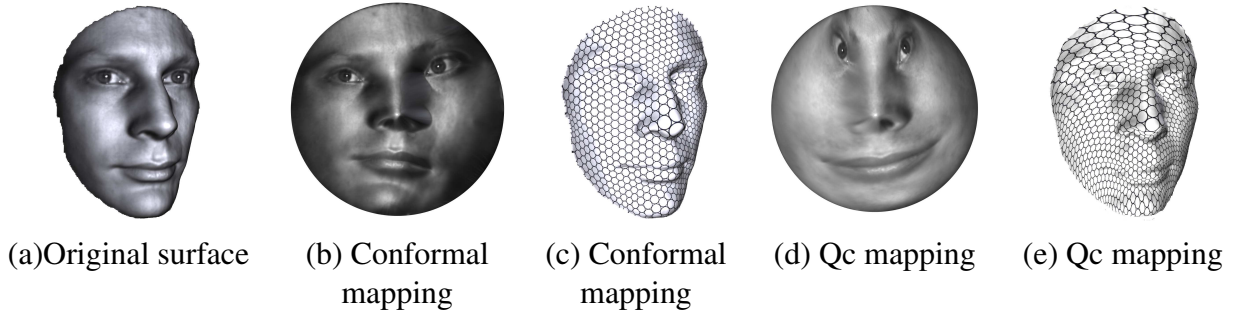 (a)Original surface
(b) Conformal
mapping
(c) Conformal
mapping
(d) Qc mapping
(e) Qc mapping